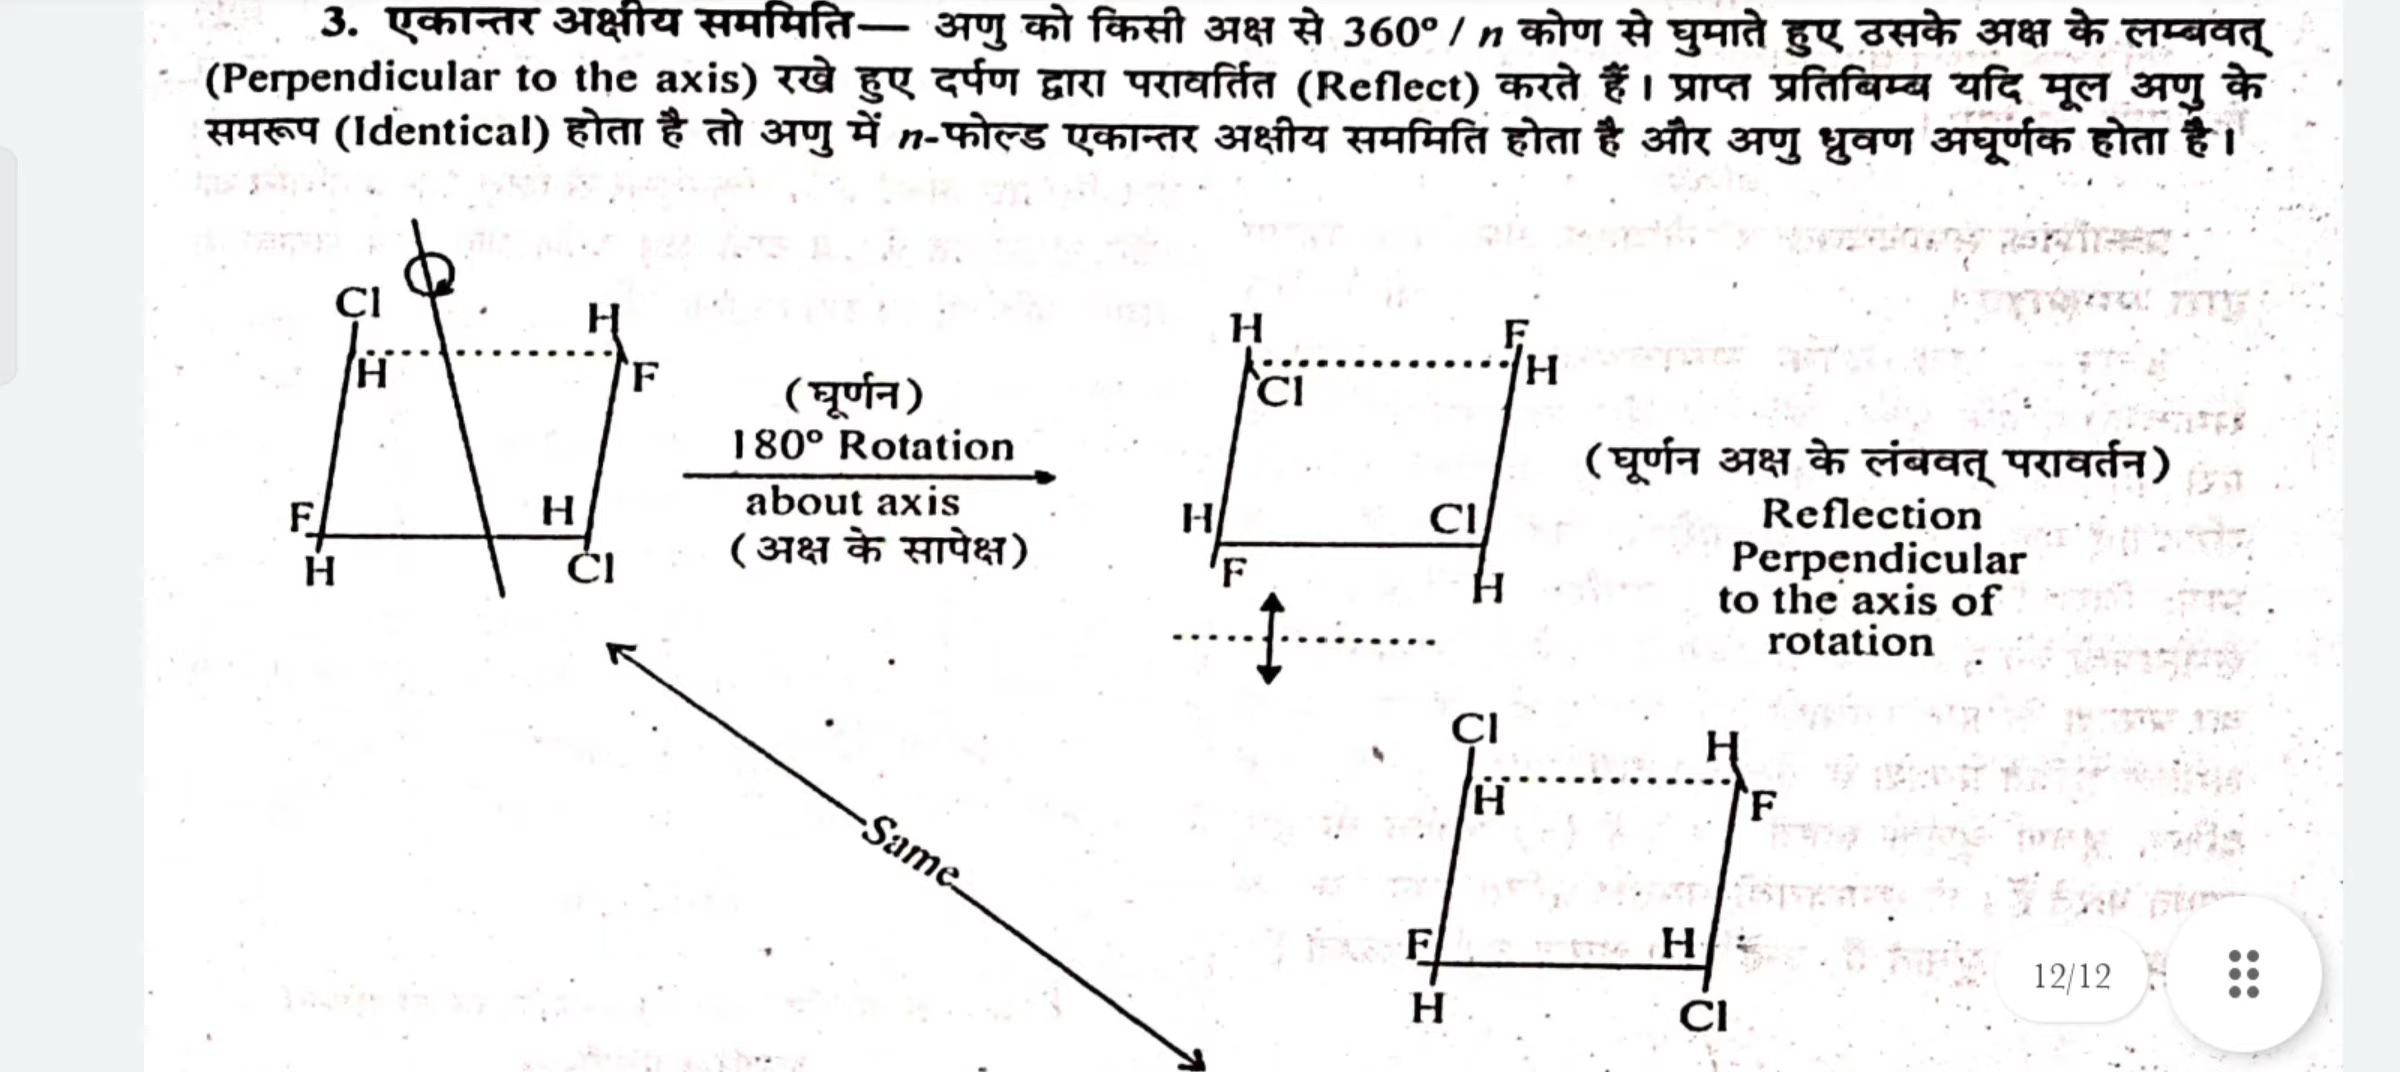 3. एकान्तर अक्षीय सममिति— अणु को किसी अक्ष से 360° / n कोण से घुमाते हुए उसके अक्ष के लम्बवत्
(Perpendicular to the axis) रखे हुए दर्पण द्वारा परावर्तित (Reflect) करते हैं। प्राप्त प्रतिबिम्ब यदि मूल अणु के
समरूप (Identical) होता है तो अणु में n-फोल्ड एकान्तर अक्षीय सममिति होता है और अणु ध्रुवण अघूर्णक होता है।
Cl
H
H
F
F
H
H
Cl
(घूर्णन)
180° Rotation
about axis
(अक्ष के सापेक्ष)
H
F
Cl
H
H
Cl
F
H
(घूर्णन अक्ष के लंबवत् परावर्तन)
Reflection
Perpendicular
to the axis of
rotation
Same
Cl
H
H
F
F
H
H
Cl
12/12